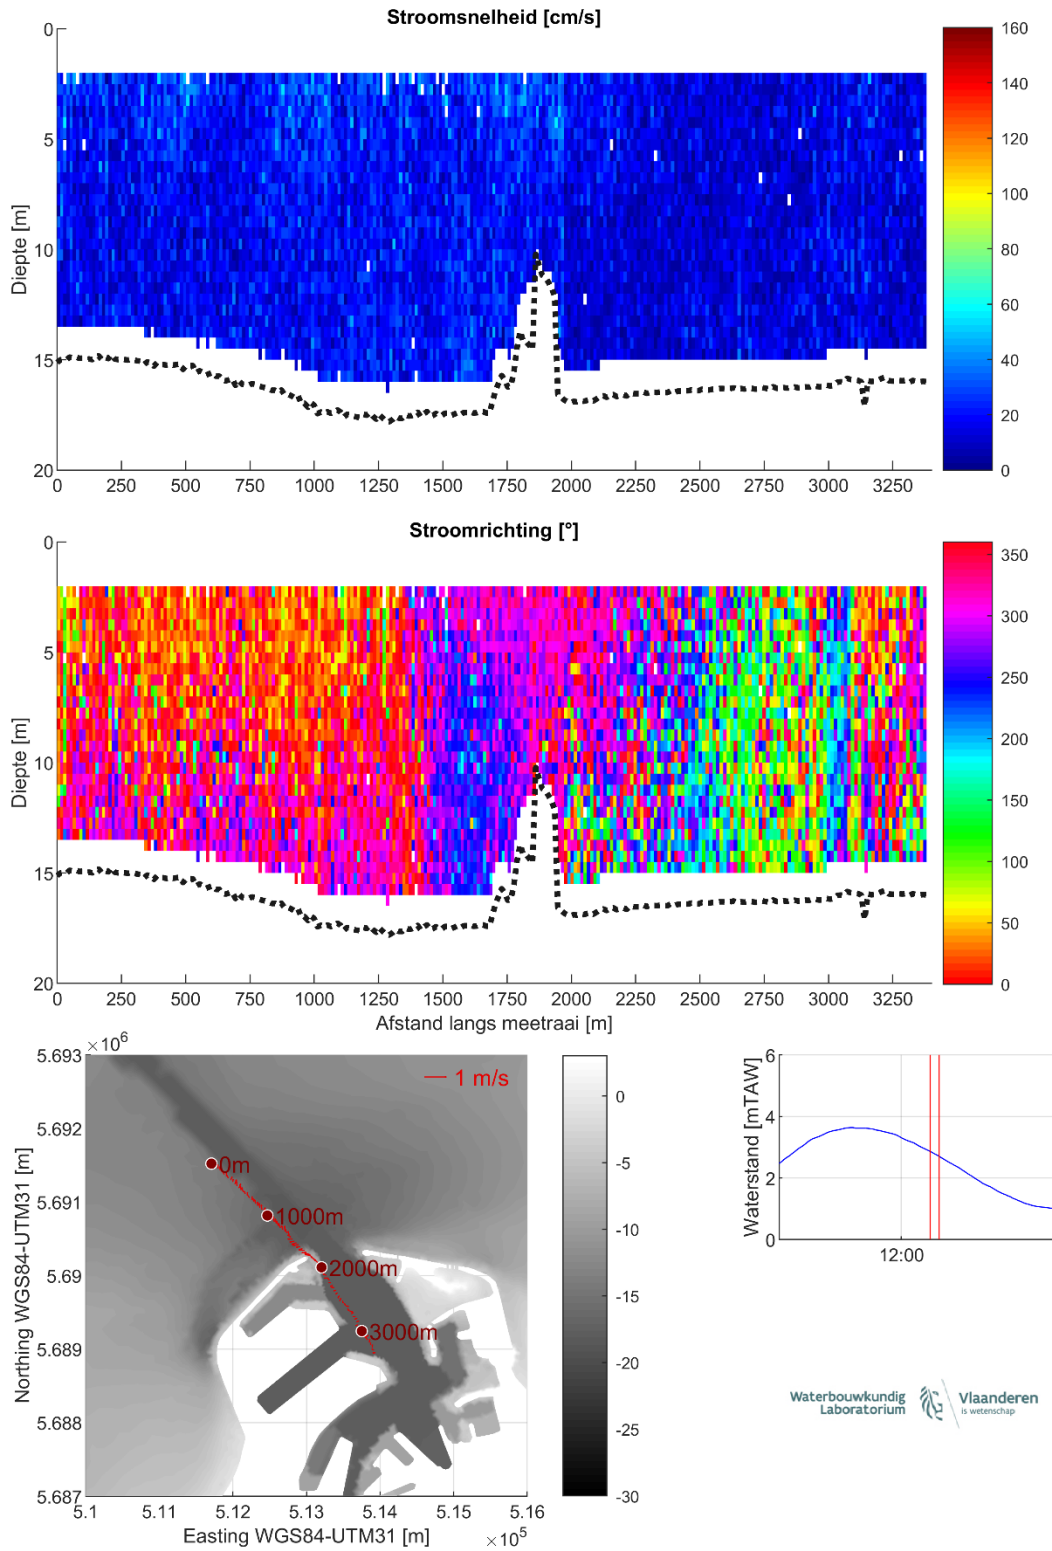 Stroomsnelheid [cm/s]
0
5
10
15
20
Diepte [m]
0 250 500 750 1000 1250 1500 1750 2000 2250 2500 2750 3000 3250
160
140
120
100
80
60
40
20
0
Stroomrichting [°]
0
5
10
15
20
Diepte [m]
0 250 500 750 1000 1250 1500 1750 2000 2250 2500 2750 3000 3250
Afstand langs meetraai [m]
350
300
250
200
150
100
50
0
×10⁶
5.693
5.692
5.691
5.69
5.689
5.688
5.687
Northing WGS84-UTM31 [m]
1 m/s
0m
1000m
2000m
3000m
5.1 5.12 5.13 5.14 5.15 5.16
Easting WGS84-UTM31 [m]
×10⁵
0
-5
-10
-15
-20
-25
-30
Waterstand [mTAW]
6
4
2
0
12:00
Waterbouwkundig
Laboratorium
Vlaanderen
is wetenschap